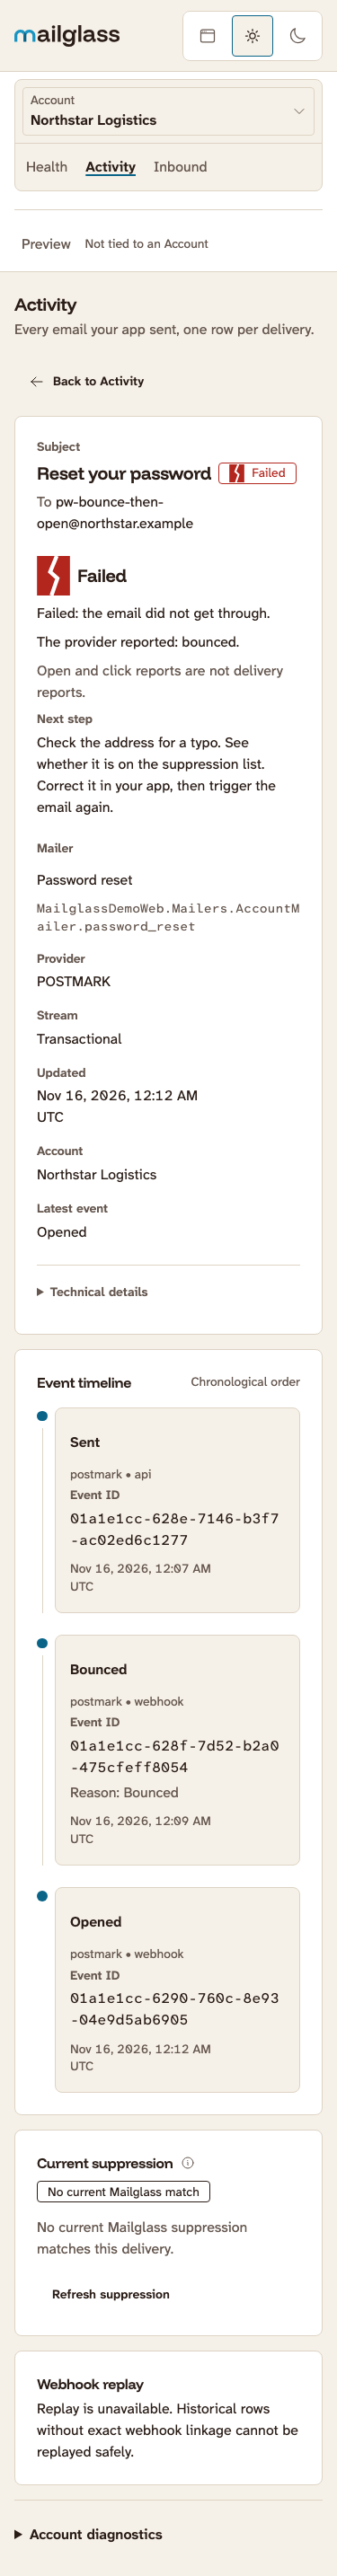 mailglass
Account
Northstar Logistics
Health Activity Inbound
Preview Not tied to an Account
Activity
Every email your app sent, one row per delivery.
Back to Activity
Subject
Reset your password Failed
To pw-bounce-then-
open@northstar.example
Failed
Failed: the email did not get through.
The provider reported: bounced.
Open and click reports are not delivery
reports.
Next step
Check the address for a typo. See
whether it is on the suppression list.
Correct it in your app, then trigger the
email again.
Mailer
Password reset
MailglassDemoWeb.Mailers.AccountM
ailer.password_reset
Provider
POSTMARK
Stream
Transactional
Updated
Nov 16, 2026, 12:12 AM
UTC
Account
Northstar Logistics
Latest event
Opened
Technical details
Event timeline Chronological order
Sent
postmark • api
Event ID
01a1e1cc-628e-7146-b3f7
-ac02ed6c1277
Nov 16, 2026, 12:07 AM
UTC
Bounced
postmark • webhook
Event ID
01a1e1cc-628f-7d52-b2a0
-475cfeff8054
Reason: Bounced
Nov 16, 2026, 12:09 AM
UTC
Opened
postmark • webhook
Event ID
01a1e1cc-6290-760c-8e93
-04e9d5ab6905
Nov 16, 2026, 12:12 AM
UTC
Current suppression
No current Mailglass match
No current Mailglass suppression
matches this delivery.
Refresh suppression
Webhook replay
Replay is unavailable. Historical rows
without exact webhook linkage cannot be
replayed safely.
Account diagnostics